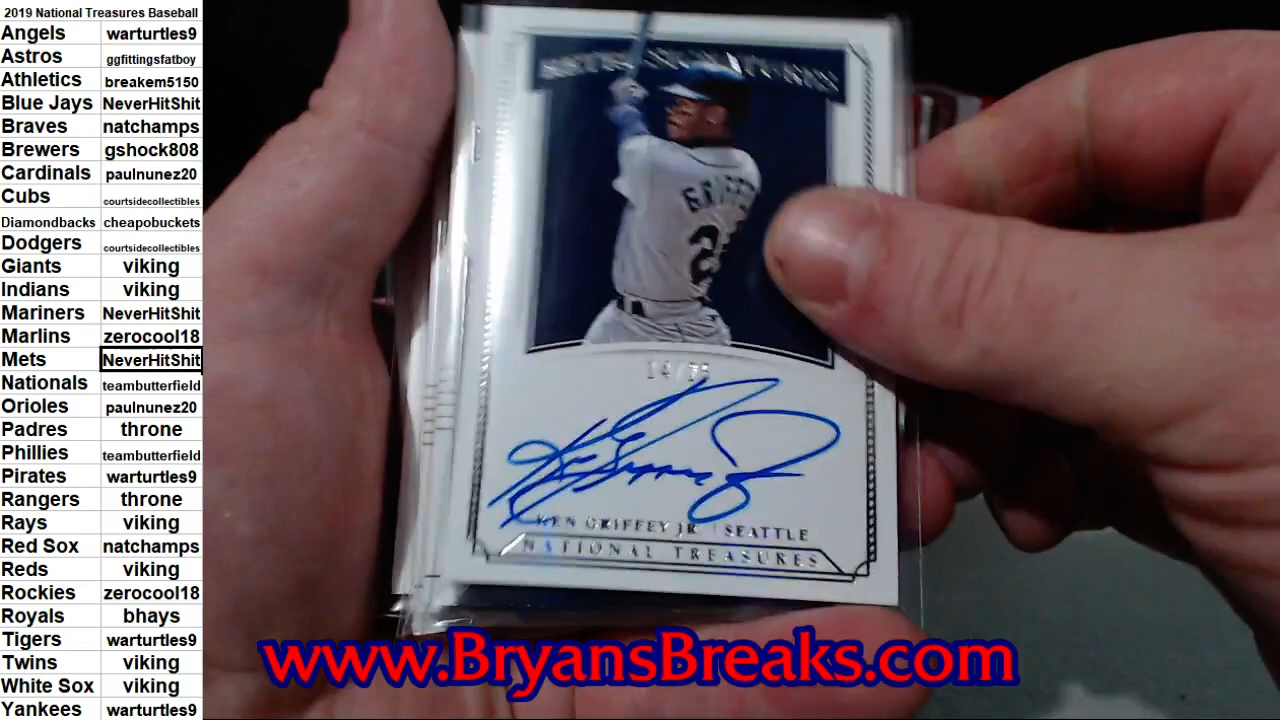 2019 National Treasures Baseball
Angels warturtles9
Astros ggfittingsfatboy
Athletics breakem5150
Blue Jays NeverHitShit
Braves natchamps
Brewers gshock808
Cardinals paulnunez20
Cubs courtsidecollectibles
Diamondbacks cheapobuckets
Dodgers courtsidecollectibles
Giants viking
Indians viking
Mariners NeverHitShit
Marlins zerocool18
Mets NeverHitShit
Nationals teambutterfield
Orioles paulnunez20
Padres throne
Phillies teambutterfield
Pirates warturtles9
Rangers throne
Rays viking
Red Sox natchamps
Reds viking
Rockies zerocool18
Royals bhays
Tigers warturtles9
Twins viking
White Sox viking
Yankees warturtles9
SIGNATURES
Ken Griffey Jr
KEN GRIFFEY JR. / SEATTLE
NATIONAL TREASURES
www.BryansBreaks.com